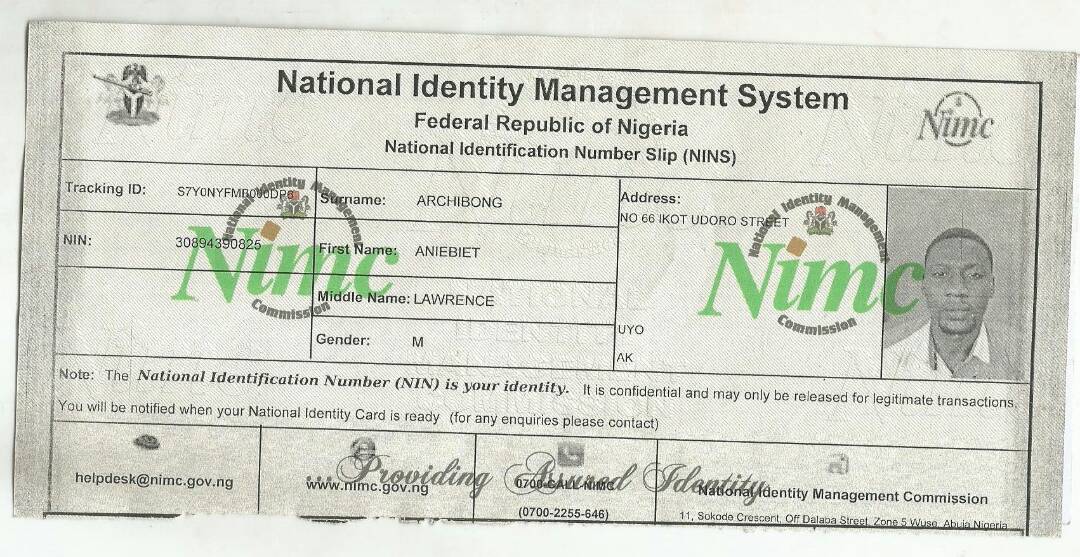 National Identity Management System
Federal Republic of Nigeria
National Identification Number Slip (NINS)
Nimc
Tracking ID: S7Y0NYFMR000DP6
Surname: ARCHIBONG
Address:
NO 66 IKOT UDORO STREET
NIN: 30894390825
First Name: ANIEBIET
Middle Name: LAWRENCE
Gender: M
UYO
AK
National Identity Management
Nimc
Commission
National Identity Management
Nimc
Commission
Note: The National Identification Number (NIN) is your identity. It is confidential and may only be released for legitimate transactions.
You will be notified when your National Identity Card is ready (for any enquiries please contact)
... Providing Assured Identity
helpdesk@nimc.gov.ng
www.nimc.gov.ng
0700-CALL-NIMC
(0700-2255-646)
National Identity Management Commission
11, Sokode Crescent, Off Dalaba Street, Zone 5 Wuse, Abuja Nigeria